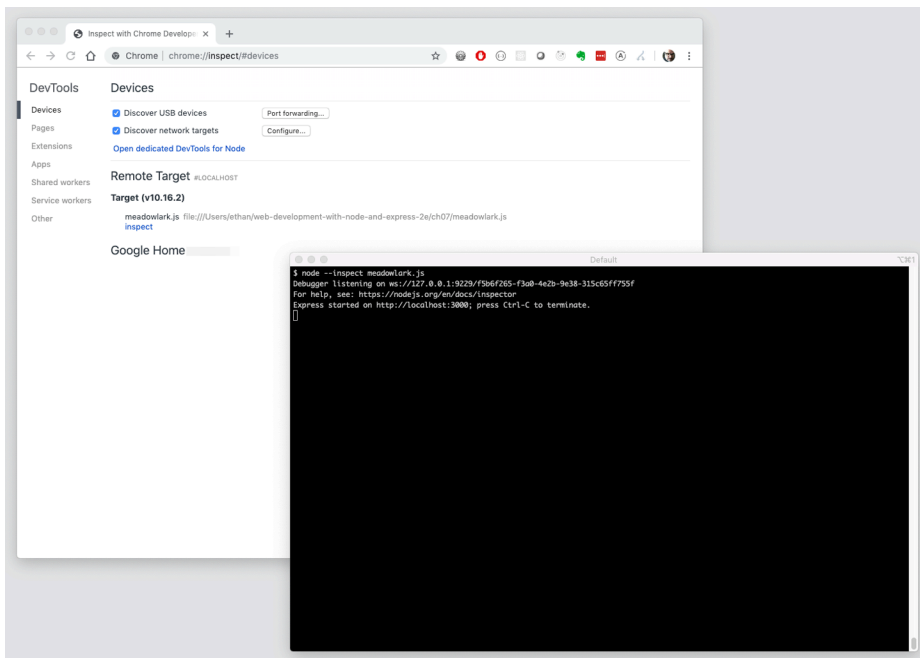 Inspect with Chrome Develope
Chrome | chrome://inspect/#devices
DevTools
Devices
Pages
Extensions
Apps
Shared workers
Service workers
Other
Devices
Discover USB devices Port forwarding...
Discover network targets Configure...
Open dedicated DevTools for Node
Remote Target #LOCALHOST
Target (v10.16.2)
meadowlark.js file:///Users/ethan/web-development-with-node-and-express-2e/ch07/meadowlark.js
inspect
Google Home
Default ⌥⌘1
$ node --inspect meadowlark.js
Debugger listening on ws://127.0.0.1:9229/f5b6f265-f3a0-4e2b-9e38-315c65ff755f
For help, see: https://nodejs.org/en/docs/inspector
Express started on http://localhost:3000; press Ctrl-C to terminate.